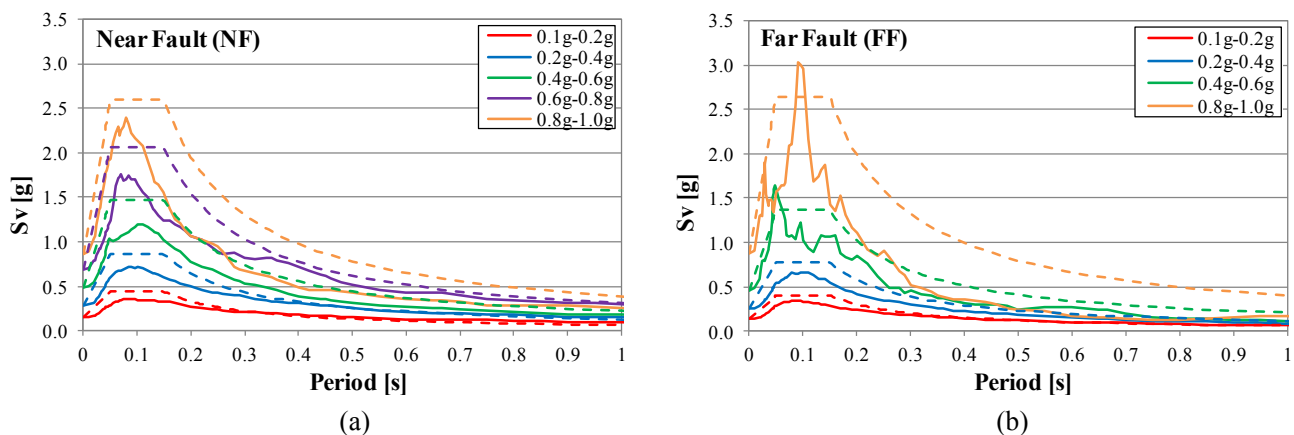 Near Fault (NF)
0.1g-0.2g
0.2g-0.4g
0.4g-0.6g
0.6g-0.8g
0.8g-1.0g
3.5
3.0
2.5
2.0
1.5
1.0
0.5
0.0
Sv [g]
0 0.1 0.2 0.3 0.4 0.5 0.6 0.7 0.8 0.9 1
Period [s]
(a)
Far Fault (FF)
0.1g-0.2g
0.2g-0.4g
0.4g-0.6g
0.8g-1.0g
3.5
3.0
2.5
2.0
1.5
1.0
0.5
0.0
Sv [g]
0 0.1 0.2 0.3 0.4 0.5 0.6 0.7 0.8 0.9 1
Period [s]
(b)